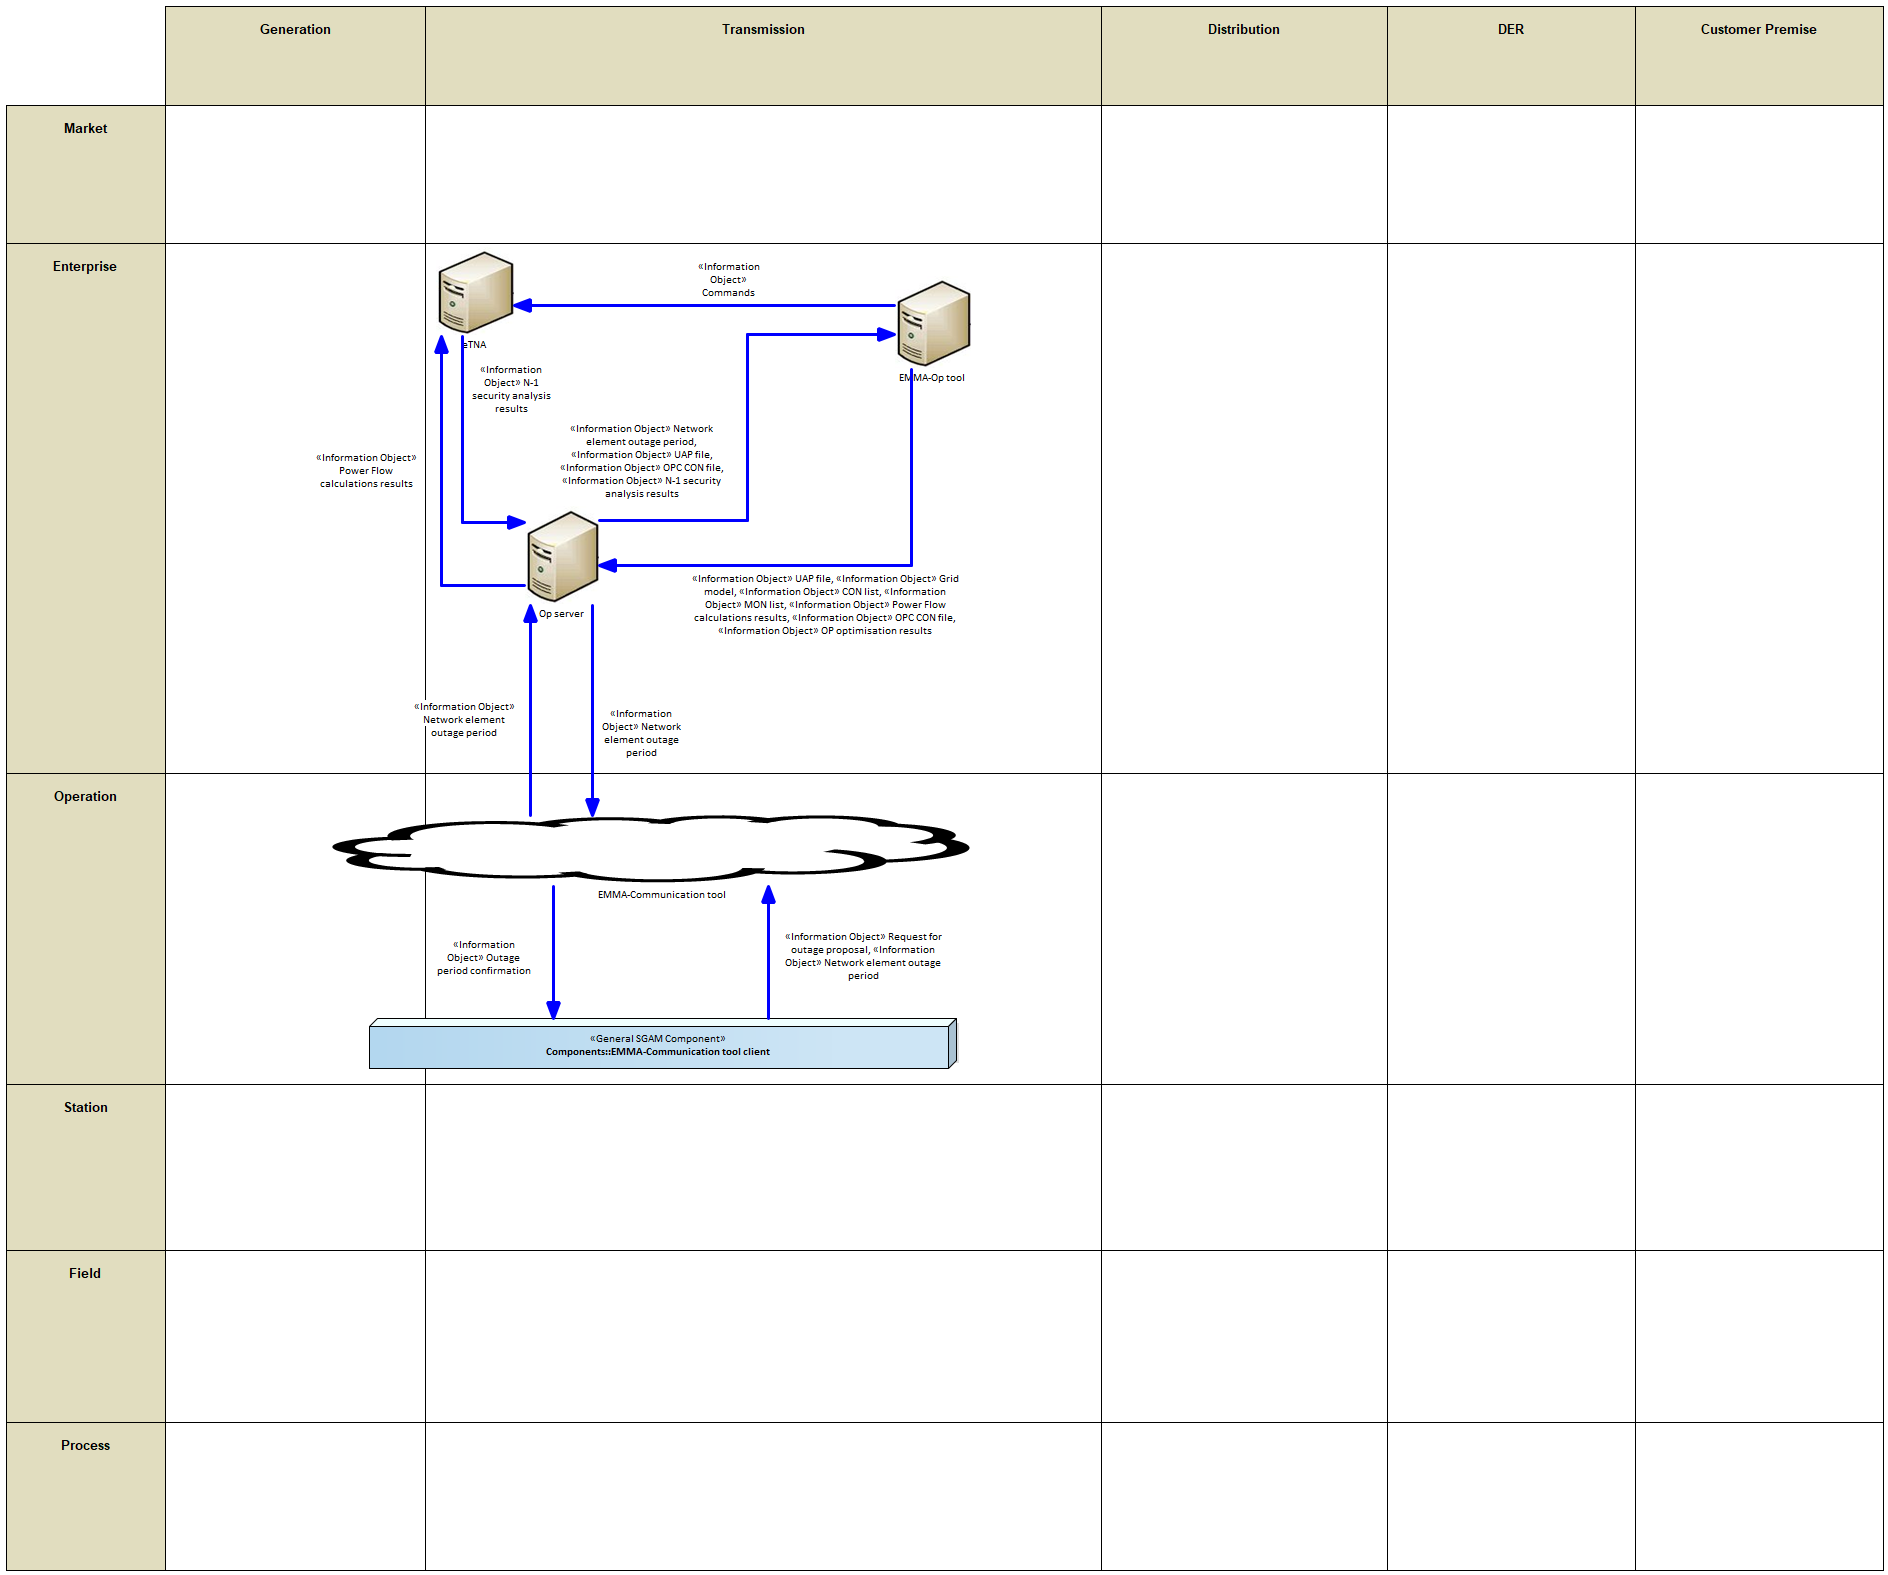 Generation
Transmission
Distribution
DER
Customer Premise
Market
Enterprise
«Information
Object»
Commands
eTNA
EMMA-Op tool
«Information
Object» N-1
security analysis
results
«Information Object»
Power Flow
calculations results
«Information Object» Network
element outage period,
«Information Object» UAP file,
«Information Object» OPC CON file,
«Information Object» N-1 security
analysis results
Op server
«Information Object» UAP file, «Information Object» Grid
model, «Information Object» CON list, «Information
Object» MON list, «Information Object» Power Flow
calculations results, «Information Object» OPC CON file,
«Information Object» OP optimisation results
«Information Object»
Network element
outage period
«Information
Object» Network
element outage
period
Operation
EMMA-Communication tool
«Information
Object» Outage
period confirmation
«Information Object» Request for
outage proposal, «Information
Object» Network element outage
period
«General SGAM Component»
Components::EMMA-Communication tool client
Station
Field
Process